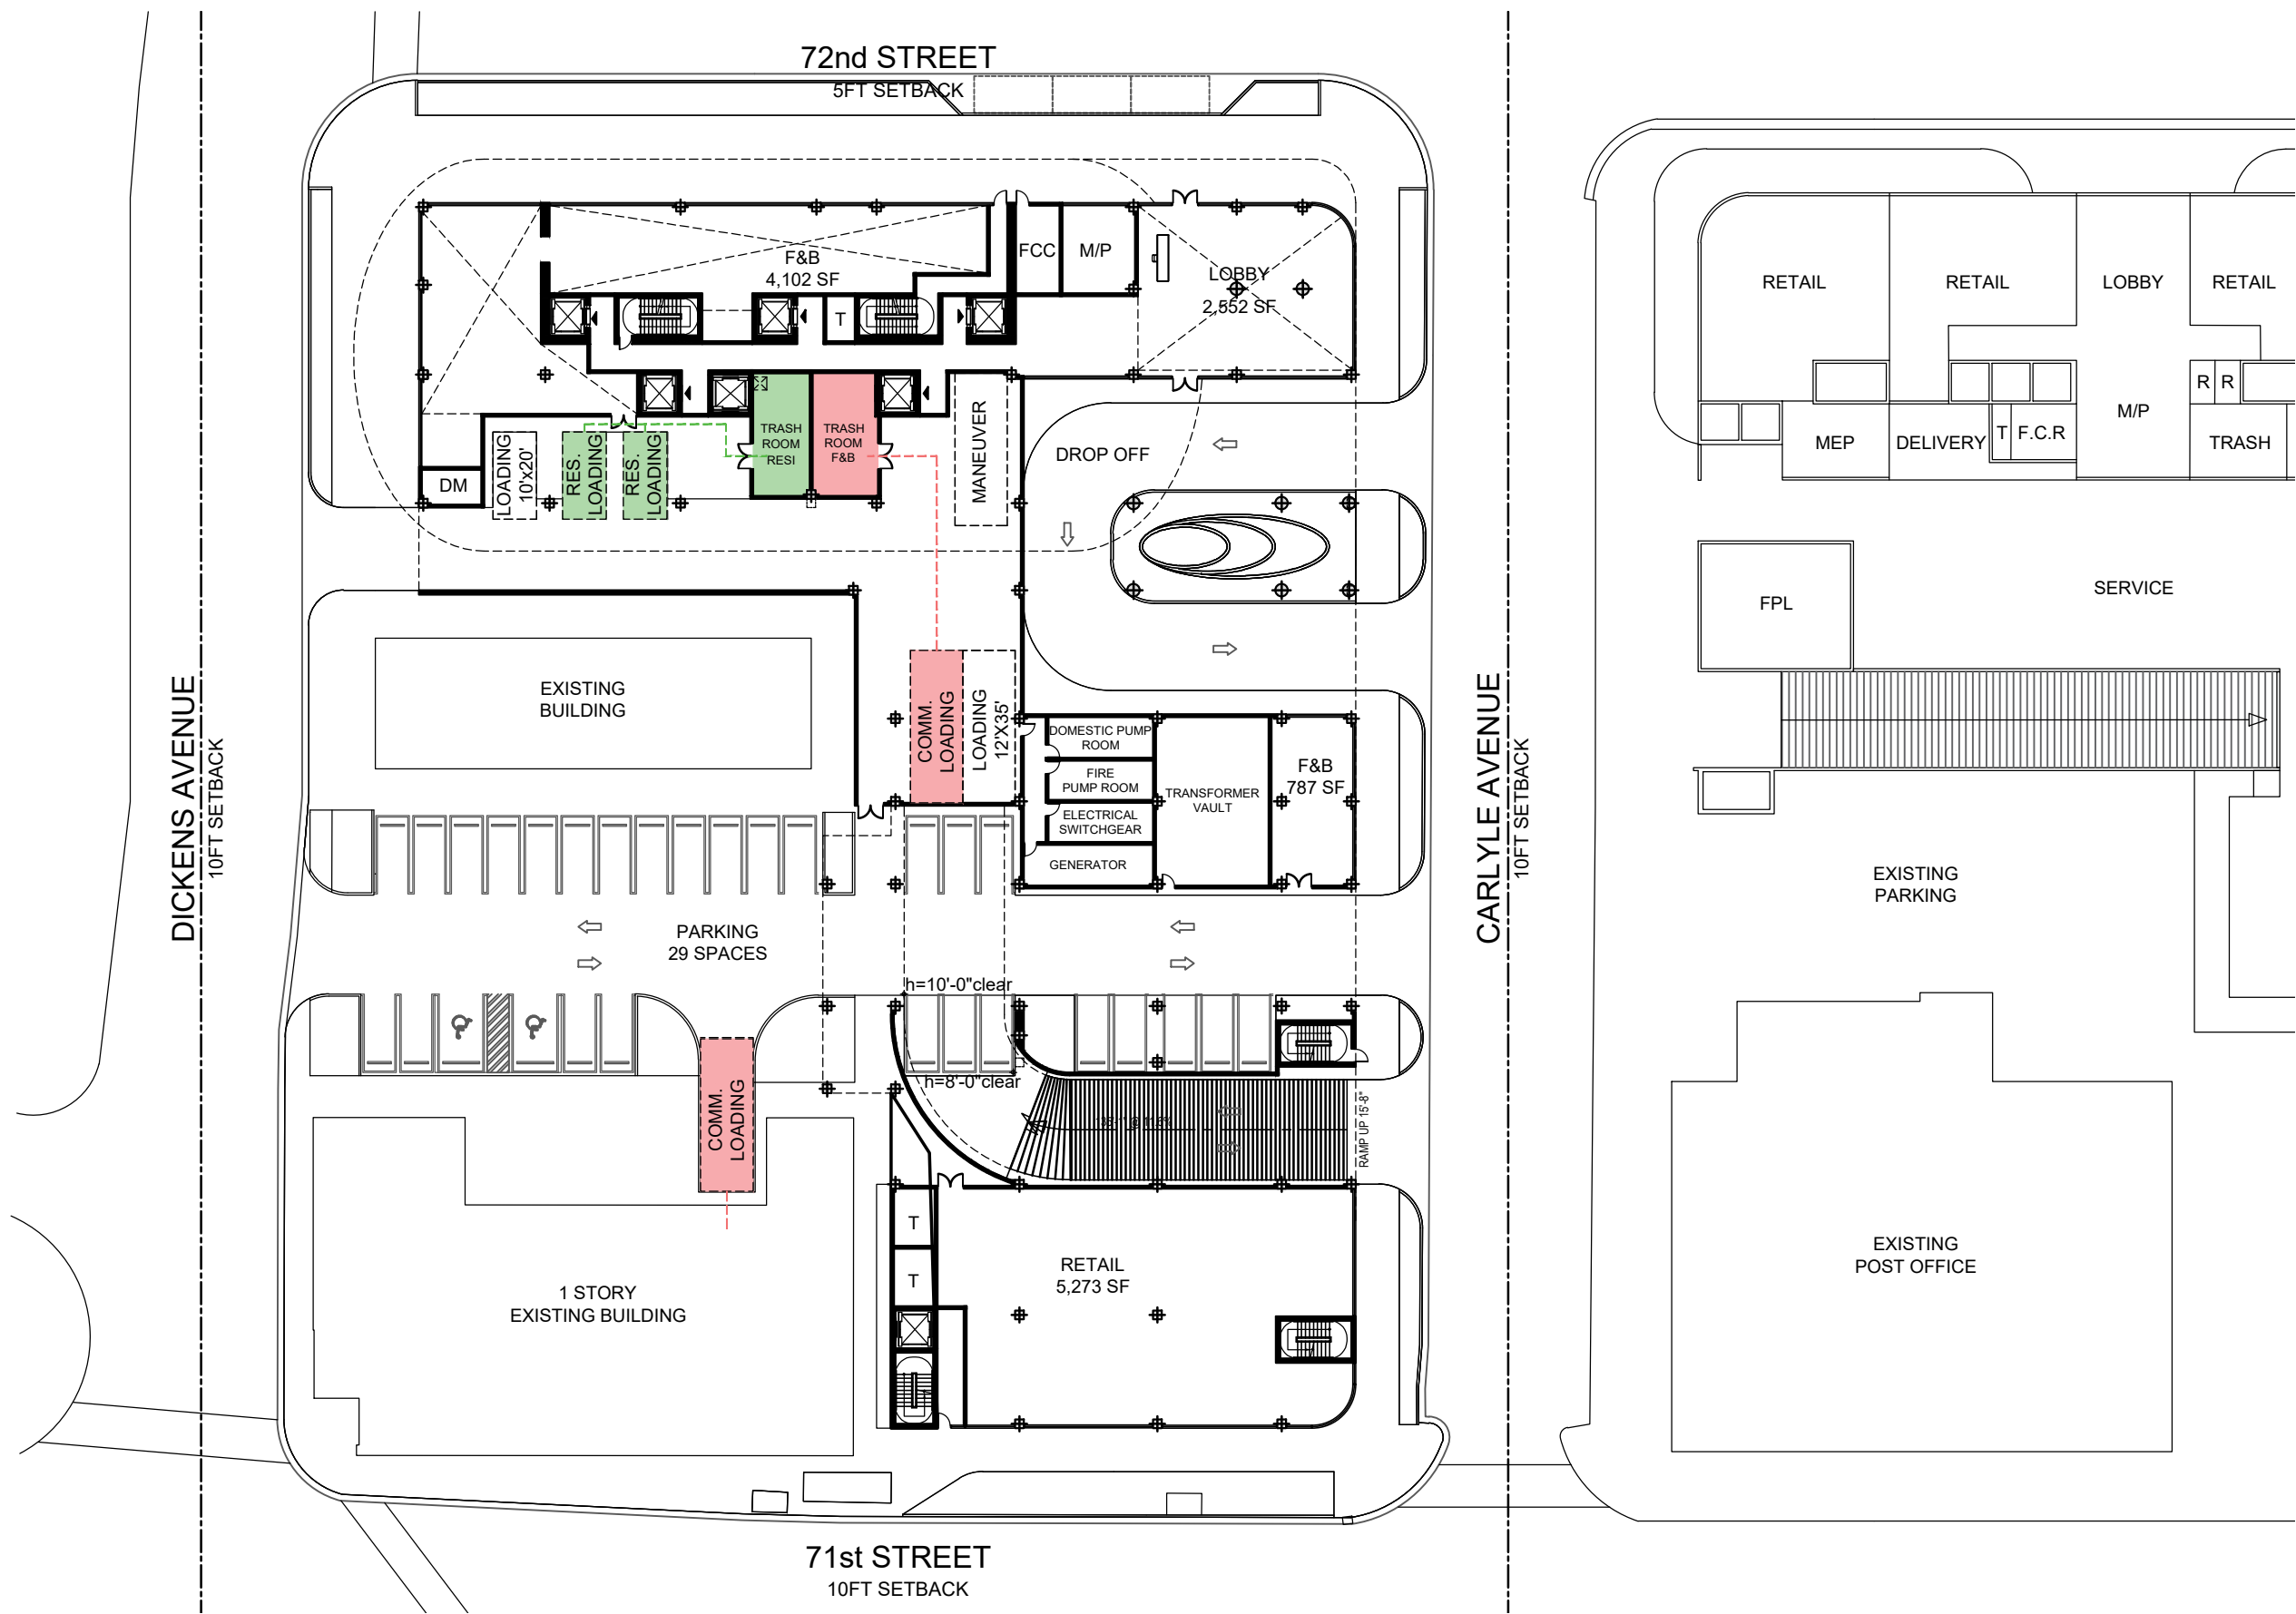 72nd STREET
5FT SETBACK
F&B
4,102 SF
FCC
M/P
LOBBY
2,552 SF
T
TRASH
ROOM
RESI
TRASH
ROOM
F&B
LOADING
10'x20'
RES.
LOADING
RES.
LOADING
DM
MANEUVER
DROP OFF
RETAIL
RETAIL
LOBBY
RETAIL
R
R
M/P
MEP
DELIVERY
T
F.C.R
TRASH
FPL
SERVICE
DICKENS AVENUE
10FT SETBACK
EXISTING
BUILDING
COMM.
LOADING
LOADING
12'X35'
DOMESTIC PUMP
ROOM
FIRE
PUMP ROOM
ELECTRICAL
SWITCHGEAR
GENERATOR
TRANSFORMER
VAULT
F&B
787 SF
CARLYLE AVENUE
10FT SETBACK
EXISTING
PARKING
PARKING
29 SPACES
h=10'-0"clear
h=8'-0"clear
COMM.
LOADING
RAMP UP 15'-8"
T
T
RETAIL
5,273 SF
1 STORY
EXISTING BUILDING
EXISTING
POST OFFICE
71st STREET
10FT SETBACK